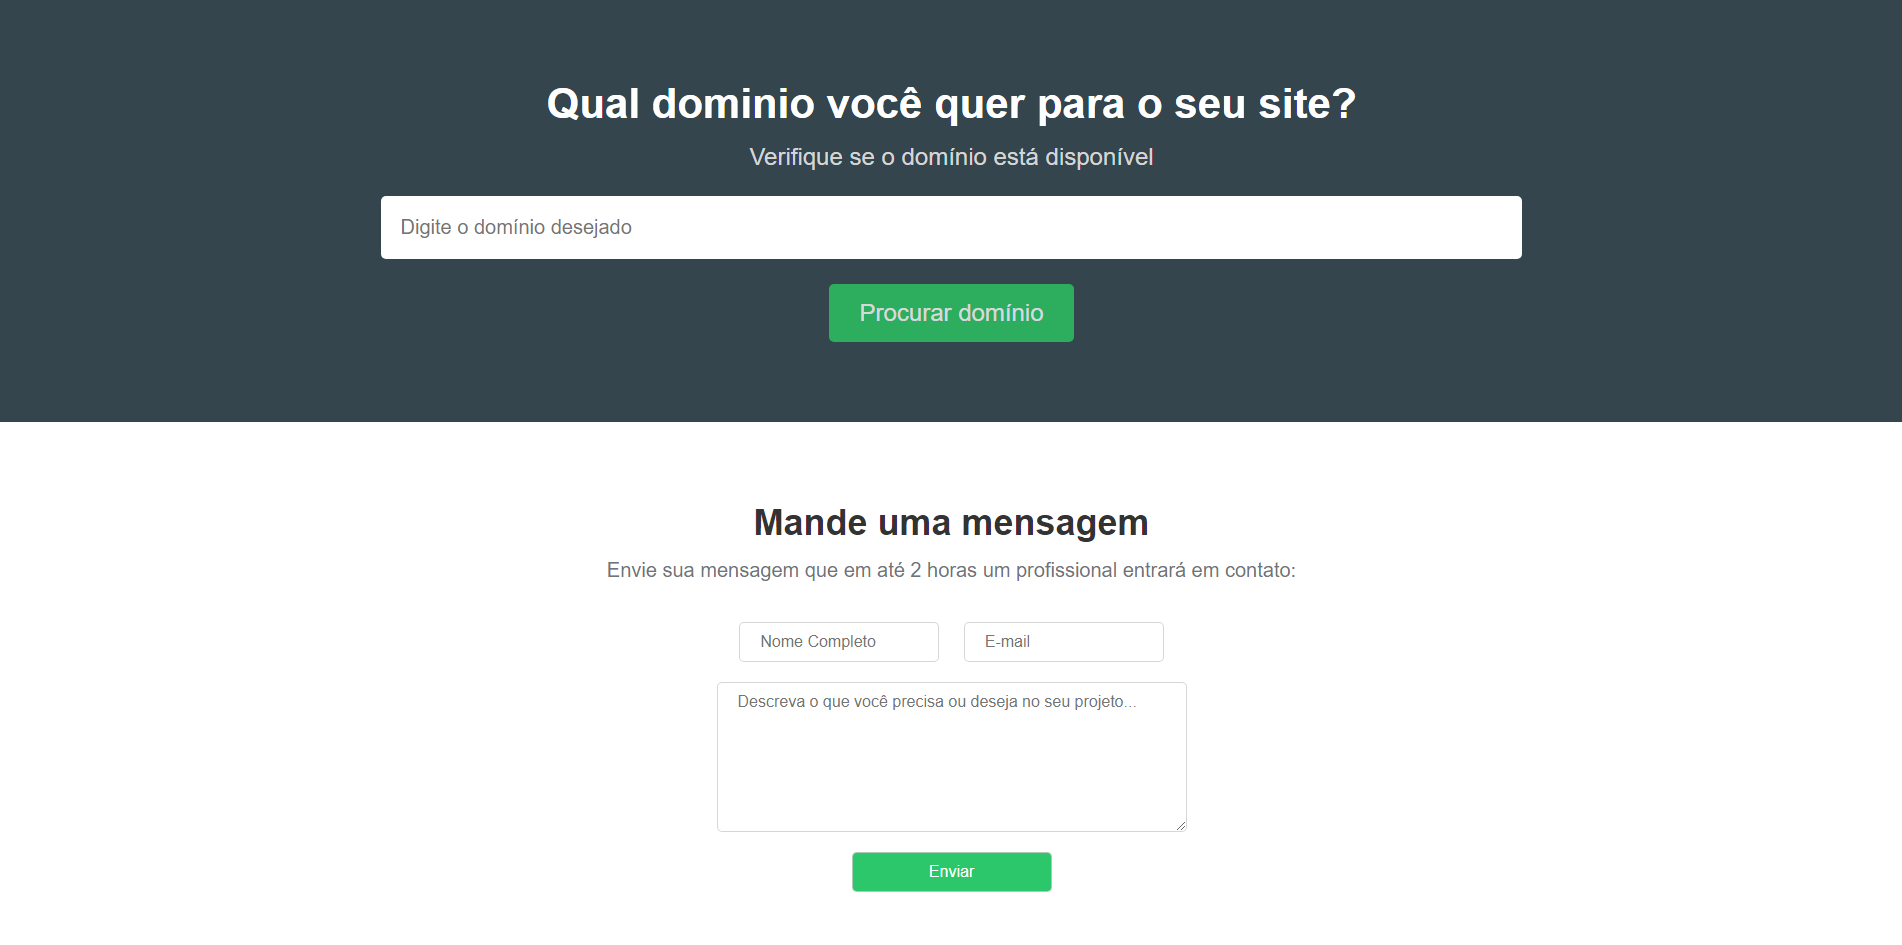 Qual dominio você quer para o seu site?
Verifique se o domínio está disponível
Digite o domínio desejado
Procurar domínio
Mande uma mensagem
Envie sua mensagem que em até 2 horas um profissional entrará em contato:
Nome Completo E-mail
Descreva o que você precisa ou deseja no seu projeto...
Enviar